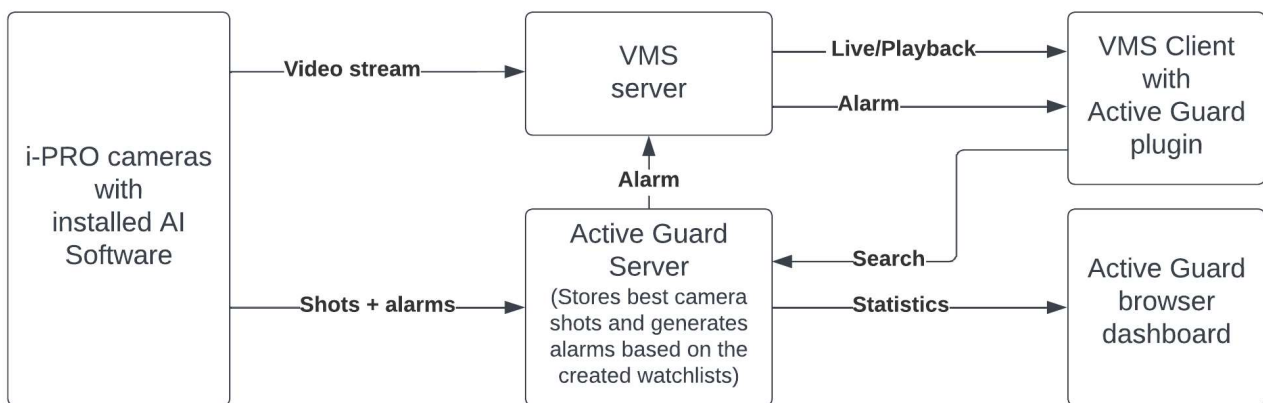 i-PRO cameras
with
installed AI
Software
Video stream
Shots + alarms
VMS
server
Alarm
Active Guard
Server
(Stores best camera
shots and generates
alarms based on the
created watchlists)
Live/Playback
Alarm
Search
Statistics
VMS Client
with
Active Guard
plugin
Active Guard
browser
dashboard